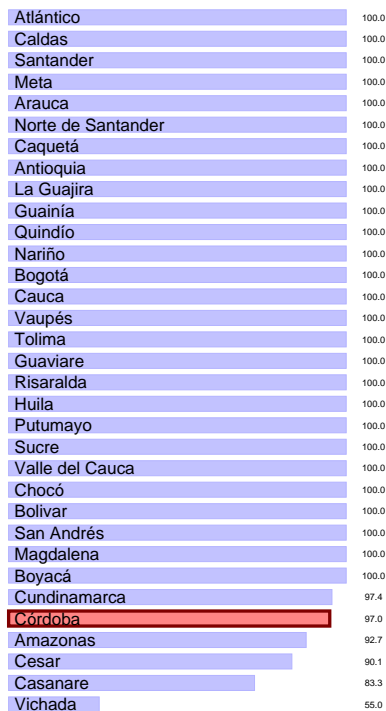 Atlántico 100.0
Caldas 100.0
Santander 100.0
Meta 100.0
Arauca 100.0
Norte de Santander 100.0
Caquetá 100.0
Antioquia 100.0
La Guajira 100.0
Guainía 100.0
Quindío 100.0
Nariño 100.0
Bogotá 100.0
Cauca 100.0
Vaupés 100.0
Tolima 100.0
Guaviare 100.0
Risaralda 100.0
Huila 100.0
Putumayo 100.0
Sucre 100.0
Valle del Cauca 100.0
Chocó 100.0
Bolivar 100.0
San Andrés 100.0
Magdalena 100.0
Boyacá 100.0
Cundinamarca 97.4
Córdoba 97.0
Amazonas 92.7
Cesar 90.1
Casanare 83.3
Vichada 55.0